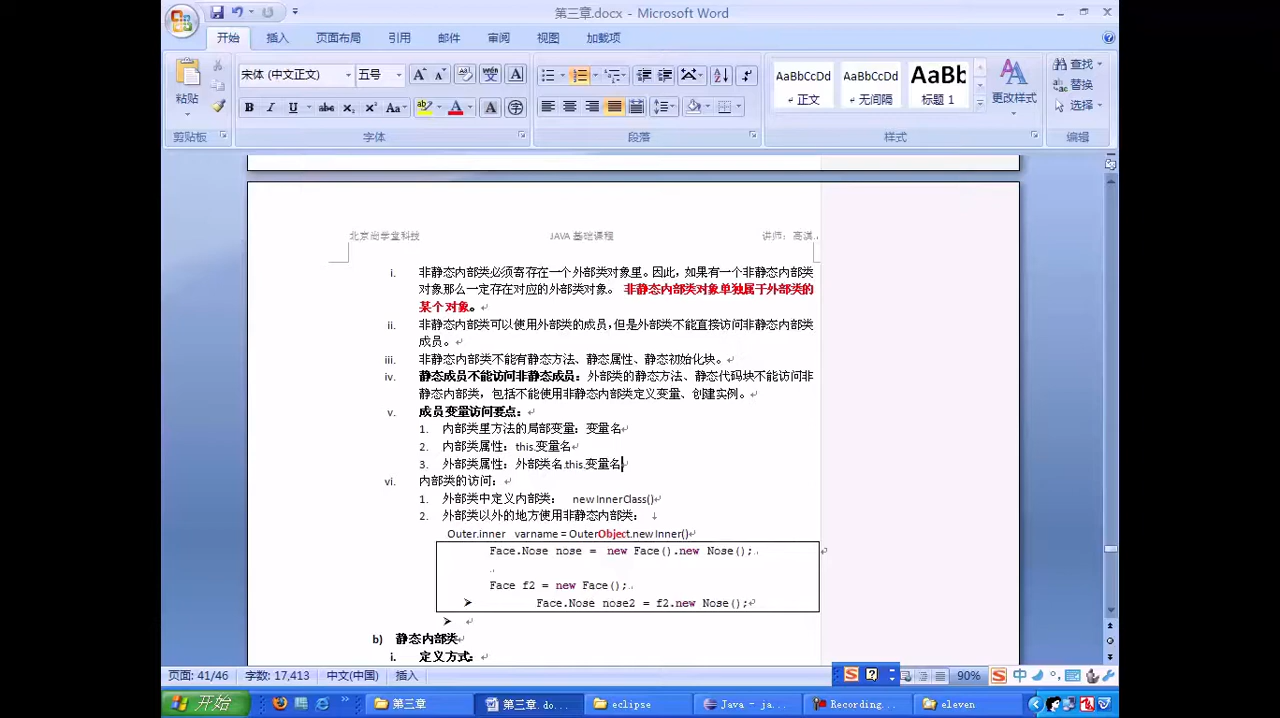 第三章.docx - Microsoft Word
开始 插入 页面布局 引用 邮件 审阅 视图 加载项
宋体 (中文正文) 五号
AaBbCcDd AaBbCcDd AaBb
粘贴 正文 无间隔 标题 1 更改样式
查找
替换
选择
剪贴板 字体 段落 样式 编辑
北京尚学堂科技 JAVA 基础课程 讲师：高淇
i. 非静态内部类必须寄存在一个外部类对象里。因此，如果有一个非静态内部类
对象那么一定存在对应的外部类对象。 非静态内部类对象单独属于外部类的
某个对象。
ii. 非静态内部类可以使用外部类的成员，但是外部类不能直接访问非静态内部类
成员。
iii. 非静态内部类不能有静态方法、静态属性、静态初始化块。
iv. 静态成员不能访问非静态成员：外部类的静态方法、静态代码块不能访问非
静态内部类，包括不能使用非静态内部类定义变量、创建实例。
v. 成员变量访问要点：
1. 内部类里方法的局部变量：变量名
2. 内部类属性：this.变量名
3. 外部类属性：外部类名.this.变量名
vi. 内部类的访问：
1. 外部类中定义内部类： new InnerClass()
2. 外部类以外的地方使用非静态内部类：
Outer.inner varname = OuterObject.new Inner()
Face.Nose nose = new Face().new Nose();
Face f2 = new Face();
Face.Nose nose2 = f2.new Nose();
b) 静态内部类
i. 定义方式：
页面: 41/46 字数: 17,413 中文(中国) 插入 90% 中
开始 第三章 第三章.do... eclipse Java - ja... Recording... eleven